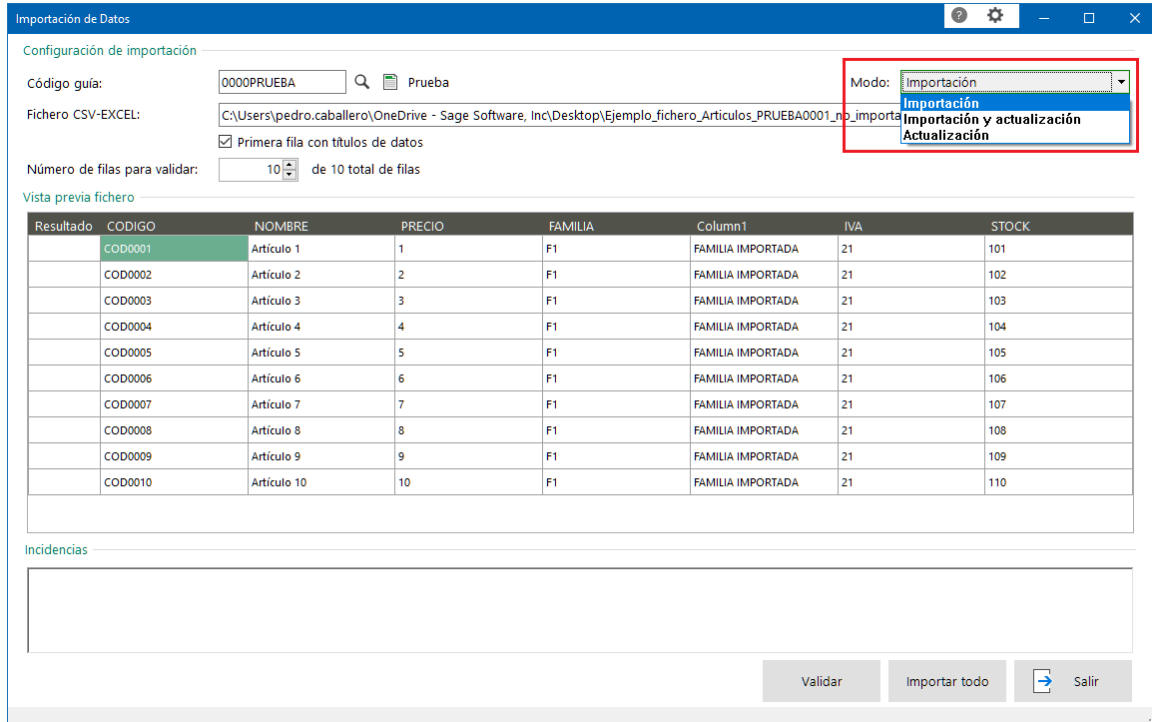 Importación de Datos
Configuración de importación
Código guía: 0000PRUEBA Prueba Modo: Importación
Importación
Importación y actualización
Actualización
Fichero CSV-EXCEL: C:\Users\pedro.caballero\OneDrive - Sage Software, Inc\Desktop\Ejemplo_fichero_Articulos_PRUEBA0001_no_importa
Primera fila con títulos de datos
Número de filas para validar: 10 de 10 total de filas
Vista previa fichero
Resultado CODIGO NOMBRE PRECIO FAMILIA Column1 IVA STOCK
COD0001 Artículo 1 1 F1 FAMILIA IMPORTADA 21 101
COD0002 Artículo 2 2 F1 FAMILIA IMPORTADA 21 102
COD0003 Artículo 3 3 F1 FAMILIA IMPORTADA 21 103
COD0004 Artículo 4 4 F1 FAMILIA IMPORTADA 21 104
COD0005 Artículo 5 5 F1 FAMILIA IMPORTADA 21 105
COD0006 Artículo 6 6 F1 FAMILIA IMPORTADA 21 106
COD0007 Artículo 7 7 F1 FAMILIA IMPORTADA 21 107
COD0008 Artículo 8 8 F1 FAMILIA IMPORTADA 21 108
COD0009 Artículo 9 9 F1 FAMILIA IMPORTADA 21 109
COD0010 Artículo 10 10 F1 FAMILIA IMPORTADA 21 110
Incidencias
Validar Importar todo Salir